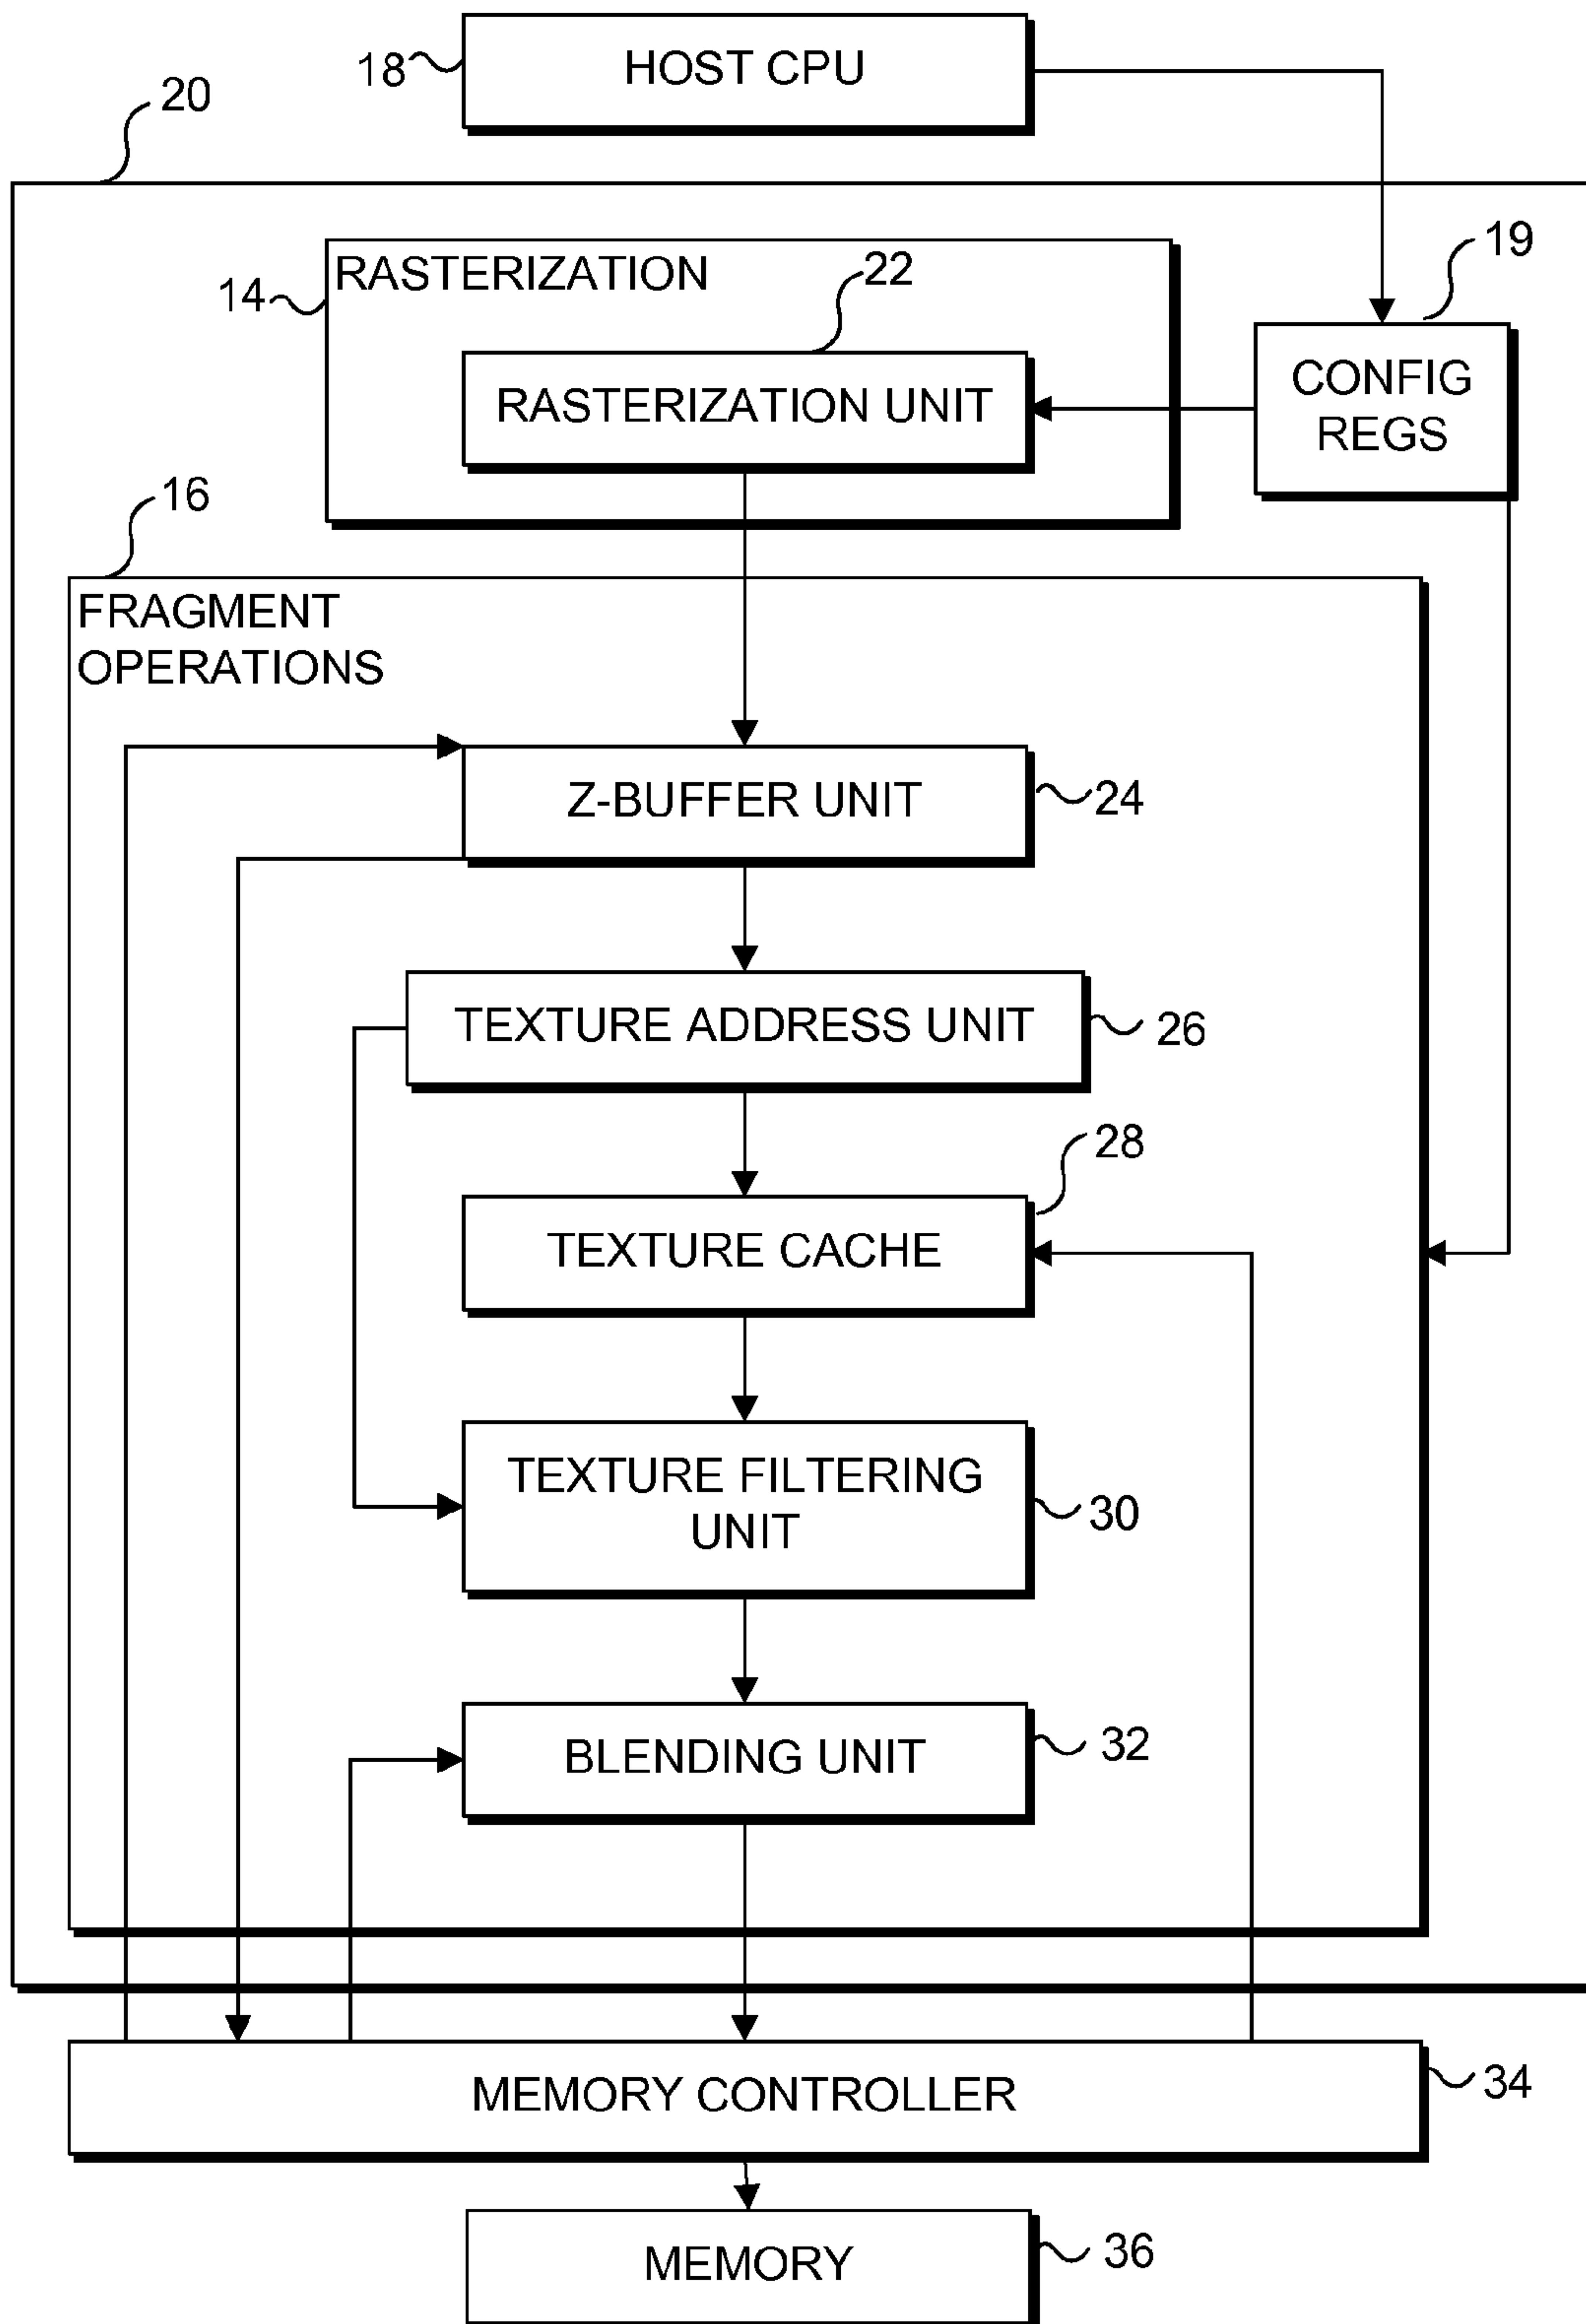 18
HOST CPU
20
19
RASTERIZATION
22
14
CONFIG
REGS
RASTERIZATION UNIT
16
FRAGMENT
OPERATIONS
Z-BUFFER UNIT
24
TEXTURE ADDRESS UNIT
26
28
TEXTURE CACHE
TEXTURE FILTERING
UNIT
30
BLENDING UNIT
32
MEMORY CONTROLLER
34
MEMORY
36